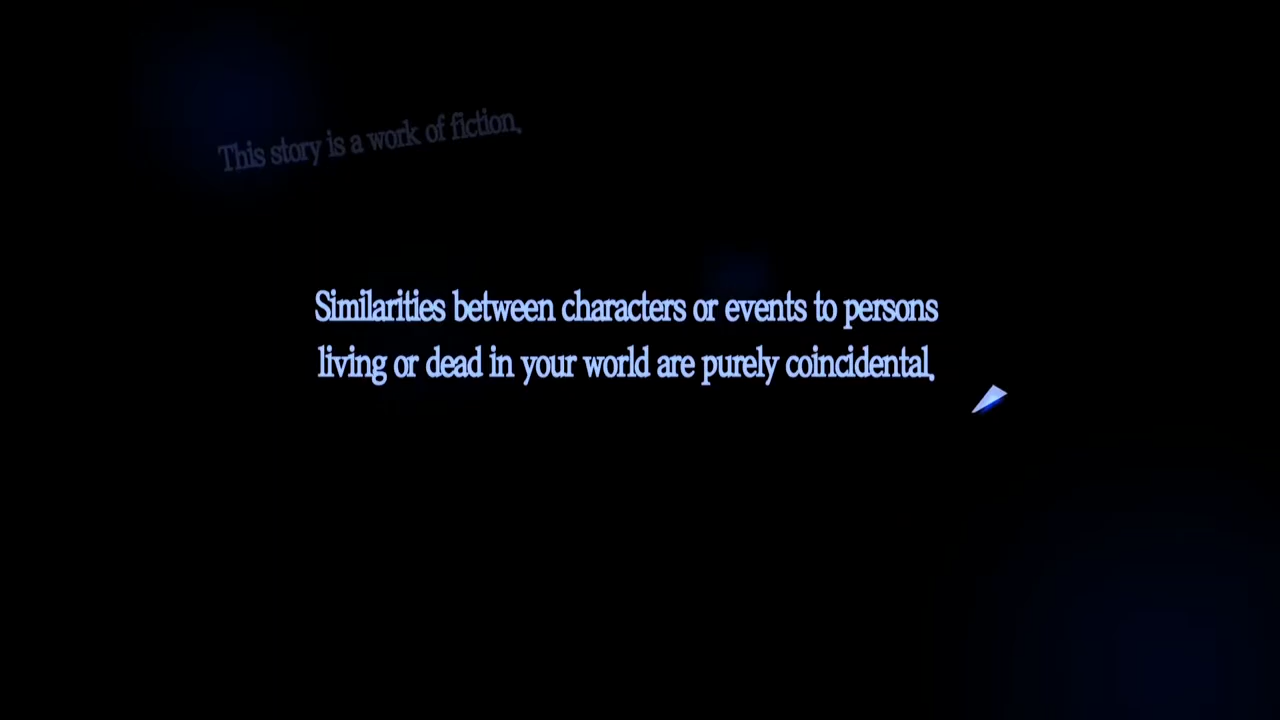 This story is a work of fiction.
Similarities between characters or events to persons
living or dead in your world are purely coincidental.